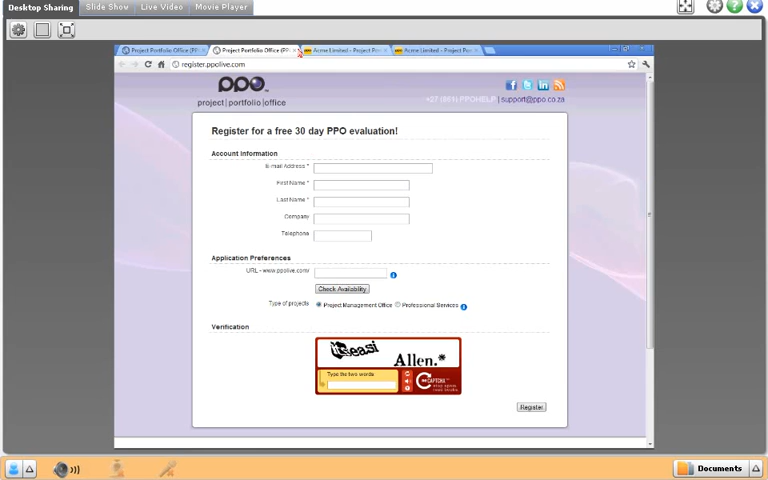 Desktop Sharing Slide Show Live Video Movie Player
Project Portfolio Office (PP Project Portfolio Office (PP Acme Limited - Project Por Acme Limited - Project Por
register.ppolive.com
ppo
project|portfolio|office
+27 (861) PPOHELP | support@ppo.co.za
Register for a free 30 day PPO evaluation!
Account Information
E-mail Address *
First Name *
Last Name *
Company
Telephone
Application Preferences
URL - www.ppolive.com/
Check Availability
Type of projects Project Management Office Professional Services
Verification
Allen.*
Type the two words
Register
Documents